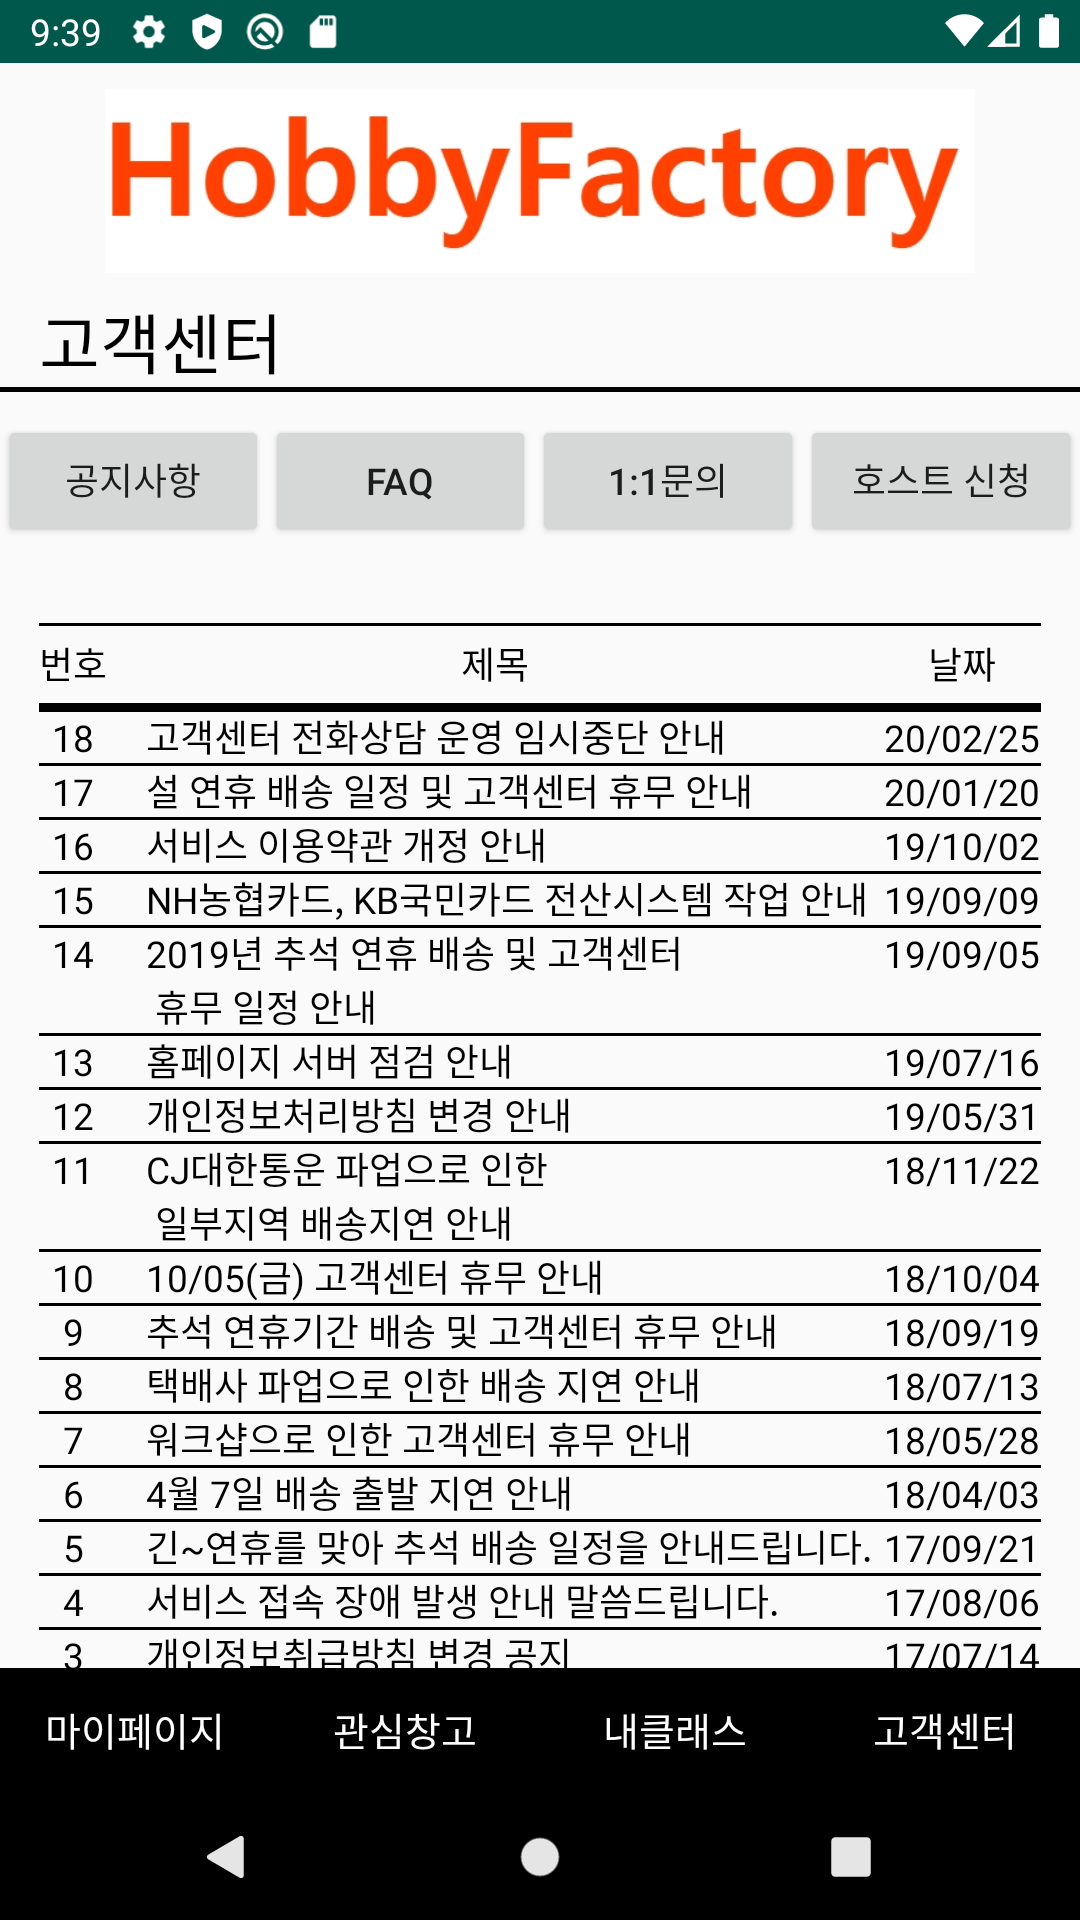 9:39
HobbyFactory
고객센터
공지사항 FAQ 1:1문의 호스트 신청
번호 제목 날짜
18 고객센터 전화상담 운영 임시중단 안내 20/02/25
17 설 연휴 배송 일정 및 고객센터 휴무 안내 20/01/20
16 서비스 이용약관 개정 안내 19/10/02
15 NH농협카드, KB국민카드 전산시스템 작업 안내 19/09/09
14 2019년 추석 연휴 배송 및 고객센터 19/09/05
휴무 일정 안내
13 홈페이지 서버 점검 안내 19/07/16
12 개인정보처리방침 변경 안내 19/05/31
11 CJ대한통운 파업으로 인한 18/11/22
일부지역 배송지연 안내
10 10/05(금) 고객센터 휴무 안내 18/10/04
9 추석 연휴기간 배송 및 고객센터 휴무 안내 18/09/19
8 택배사 파업으로 인한 배송 지연 안내 18/07/13
7 워크샵으로 인한 고객센터 휴무 안내 18/05/28
6 4월 7일 배송 출발 지연 안내 18/04/03
5 긴~연휴를 맞아 추석 배송 일정을 안내드립니다. 17/09/21
4 서비스 접속 장애 발생 안내 말씀드립니다. 17/08/06
3 개인정보취급방침 변경 공지 17/07/14
마이페이지 관심창고 내클래스 고객센터